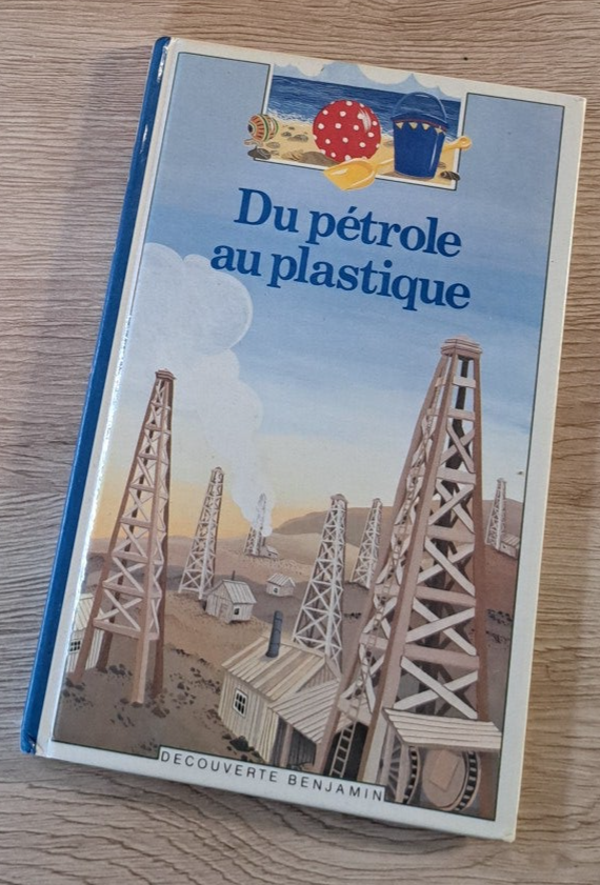 Du pétrole
au plastique
DECOUVERTE BENJAMIN